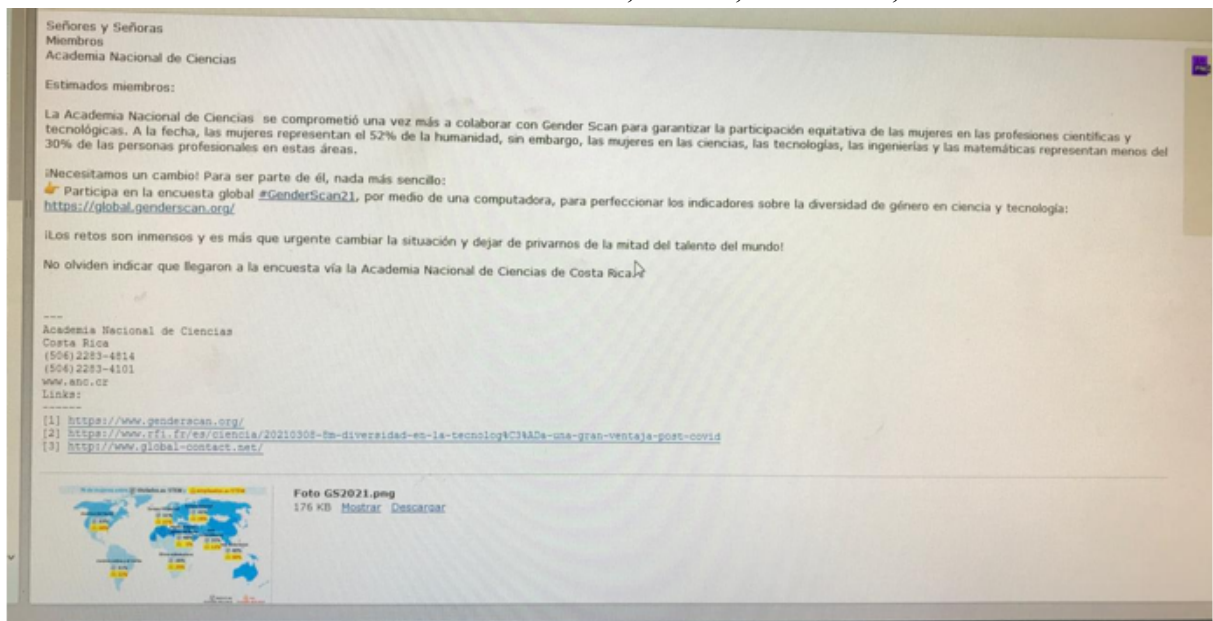 Señores y Señoras
Miembros
Academia Nacional de Ciencias
Estimados miembros:
La Academia Nacional de Ciencias se comprometió una vez más a colaborar con Gender Scan para garantizar la participación equitativa de las mujeres en las profesiones científicas y
tecnológicas. A la fecha, las mujeres representan el 52% de la humanidad, sin embargo, las mujeres en las ciencias, las tecnologías, las ingenierías y las matemáticas representan menos del
30% de las personas profesionales en estas áreas.
¡Necesitamos un cambio! Para ser parte de él, nada más sencillo:
Participa en la encuesta global #GenderScan21, por medio de una computadora, para perfeccionar los indicadores sobre la diversidad de género en ciencia y tecnología:
https://global.genderscan.org/
¡Los retos son inmensos y es más que urgente cambiar la situación y dejar de privarnos de la mitad del talento del mundo!
No olviden indicar que llegaron a la encuesta vía la Academia Nacional de Ciencias de Costa Rica.
---
Academia Nacional de Ciencias
Costa Rica
(506)2283-4814
(506)2283-4101
www.anc.cr
Links:
------
[1] https://www.genderscan.org/
[2] https://www.rfi.fr/es/ciencia/20210308-8m-diversidad-en-la-tecnolog%C3%ADa-una-gran-ventaja-post-covid
[3] http://www.global-contact.net/
Foto GS2021.png
176 KB Mostrar Descargar